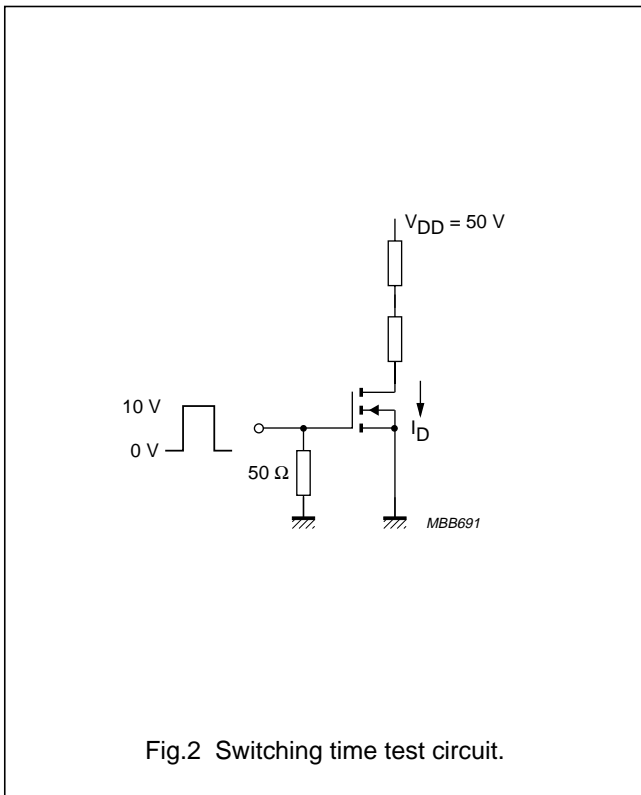 V_DD = 50 V
10 V
0 V
I_D
50 Ω
MBB691
Fig.2 Switching time test circuit.